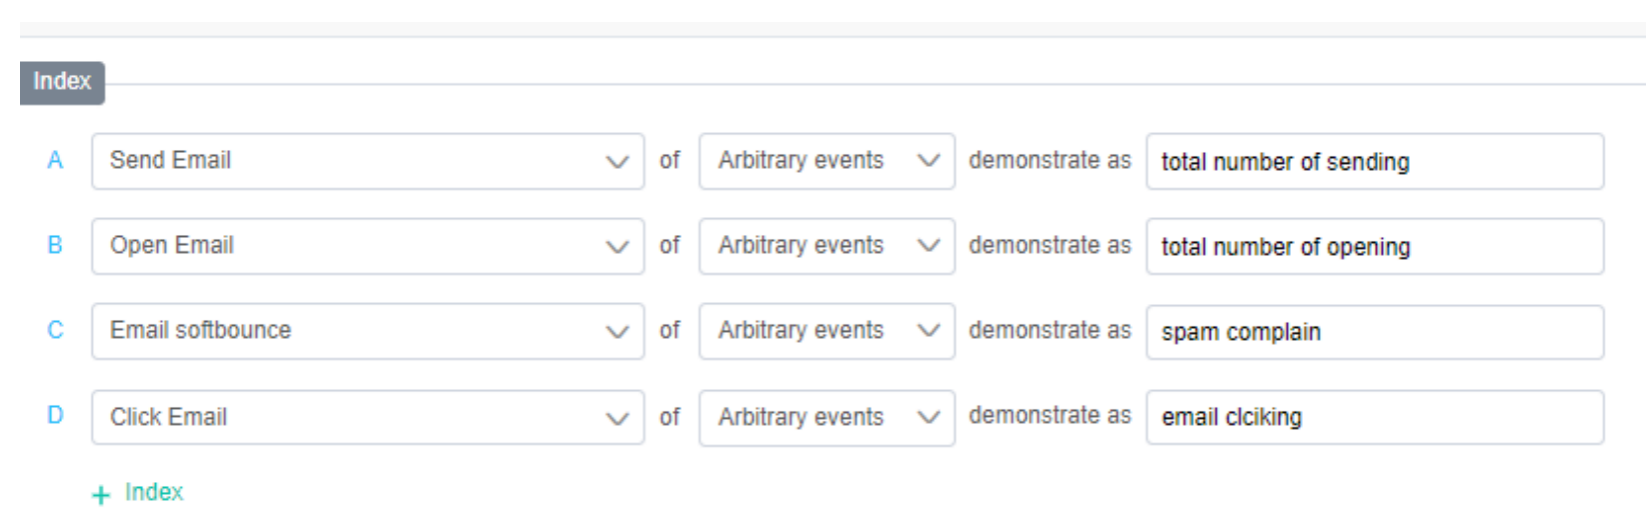 Index
A Send Email of Arbitrary events demonstrate as total number of sending
B Open Email of Arbitrary events demonstrate as total number of opening
C Email softbounce of Arbitrary events demonstrate as spam complain
D Click Email of Arbitrary events demonstrate as email clciking
+ Index